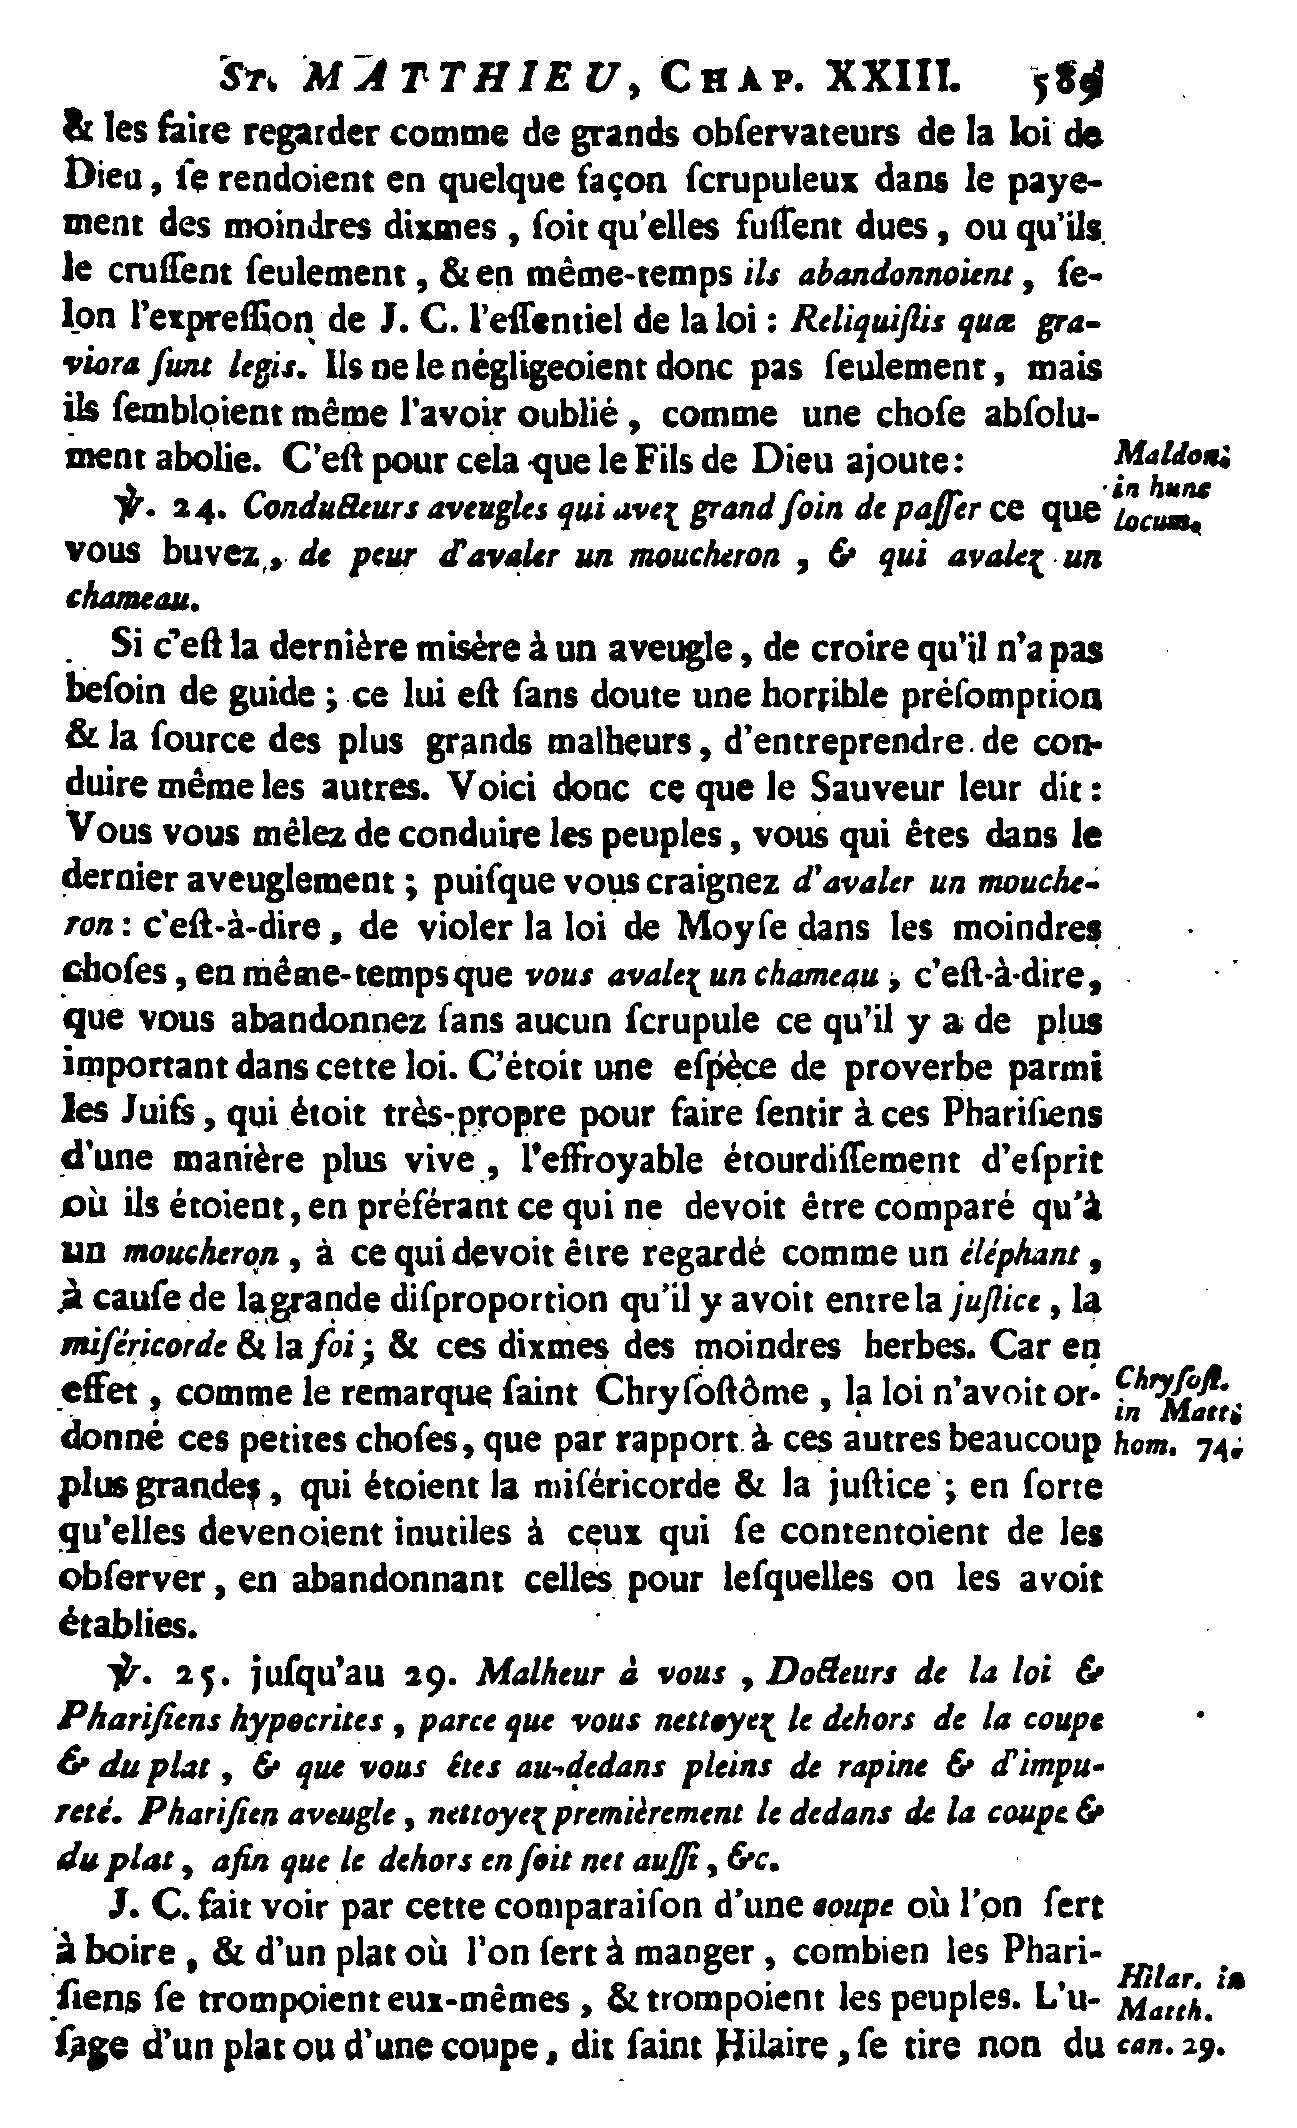 ST. MATTHIEU, CHAP. XXIII. 589
& les faire regarder comme de grands obſervateurs de la loi de
Dieu, ſe rendoient en quelque façon ſcrupuleux dans le paye-
ment des moindres dixmes, ſoit qu'elles fuſſent dues, ou qu'ils
le cruſſent ſeulement, & en même-temps ils abandonnoient, ſe-
lon l'expreſſion de J. C. l'eſſentiel de la loi : Reliquiſtis quæ gra-
viora ſunt legis. Ils ne le négligeoient donc pas ſeulement, mais
ils ſembloient même l'avoir oublié, comme une choſe abſolu-
ment abolie. C'eſt pour cela que le Fils de Dieu ajoute :
Maldon.
in hunc
locum.
℣. 24. Conducteurs aveugles qui avez grand ſoin de paſſer ce que
vous buvez, de peur d'avaler un moucheron, & qui avalez un
chameau.
Si c'eſt la dernière misère à un aveugle, de croire qu'il n'a pas
beſoin de guide ; ce lui eſt ſans doute une horrible préſomption
& la ſource des plus grands malheurs, d'entreprendre de con-
duire même les autres. Voici donc ce que le Sauveur leur dit :
Vous vous mêlez de conduire les peuples, vous qui êtes dans le
dernier aveuglement ; puiſque vous craignez d'avaler un mouche-
ron : c'eſt-à-dire, de violer la loi de Moyſe dans les moindres
choſes, en même-temps que vous avalez un chameau, c'eſt-à-dire,
que vous abandonnez ſans aucun ſcrupule ce qu'il y a de plus
important dans cette loi. C'étoit une eſpèce de proverbe parmi
les Juifs, qui étoit très-propre pour faire ſentir à ces Phariſiens
d'une manière plus vive, l'effroyable étourdiſſement d'eſprit
où ils étoient, en préférant ce qui ne devoit être comparé qu'à
un moucheron, à ce qui devoit être regardé comme un éléphant,
à cauſe de la grande diſproportion qu'il y avoit entre la juſtice, la
miſéricorde & la foi ; & ces dixmes des moindres herbes. Car en
effet, comme le remarque ſaint Chryſoſtôme, la loi n'avoit or-
donné ces petites choſes, que par rapport à ces autres beaucoup
Chryſoſt.
in Matt.
hom. 74.
plus grandes, qui étoient la miſéricorde & la juſtice ; en ſorte
qu'elles devenoient inutiles à ceux qui ſe contentoient de les
obſerver, en abandonnant celles pour leſquelles on les avoit
établies.
℣. 25. juſqu'au 29. Malheur à vous, Docteurs de la loi &
Phariſiens hypocrites, parce que vous nettoyez le dehors de la coupe
& du plat, & que vous êtes au-dedans pleins de rapine & d'impu-
reté. Phariſien aveugle, nettoyez premièrement le dedans de la coupe &
du plat, afin que le dehors en ſoit net auſſi, &c.
J. C. fait voir par cette comparaiſon d'une coupe où l'on ſert
à boire, & d'un plat où l'on ſert à manger, combien les Phari-
ſiens ſe trompoient eux-mêmes, & trompoient les peuples. L'u-
ſage d'un plat ou d'une coupe, dit ſaint Hilaire, ſe tire non du
Hilar. in
Matth.
can. 29.